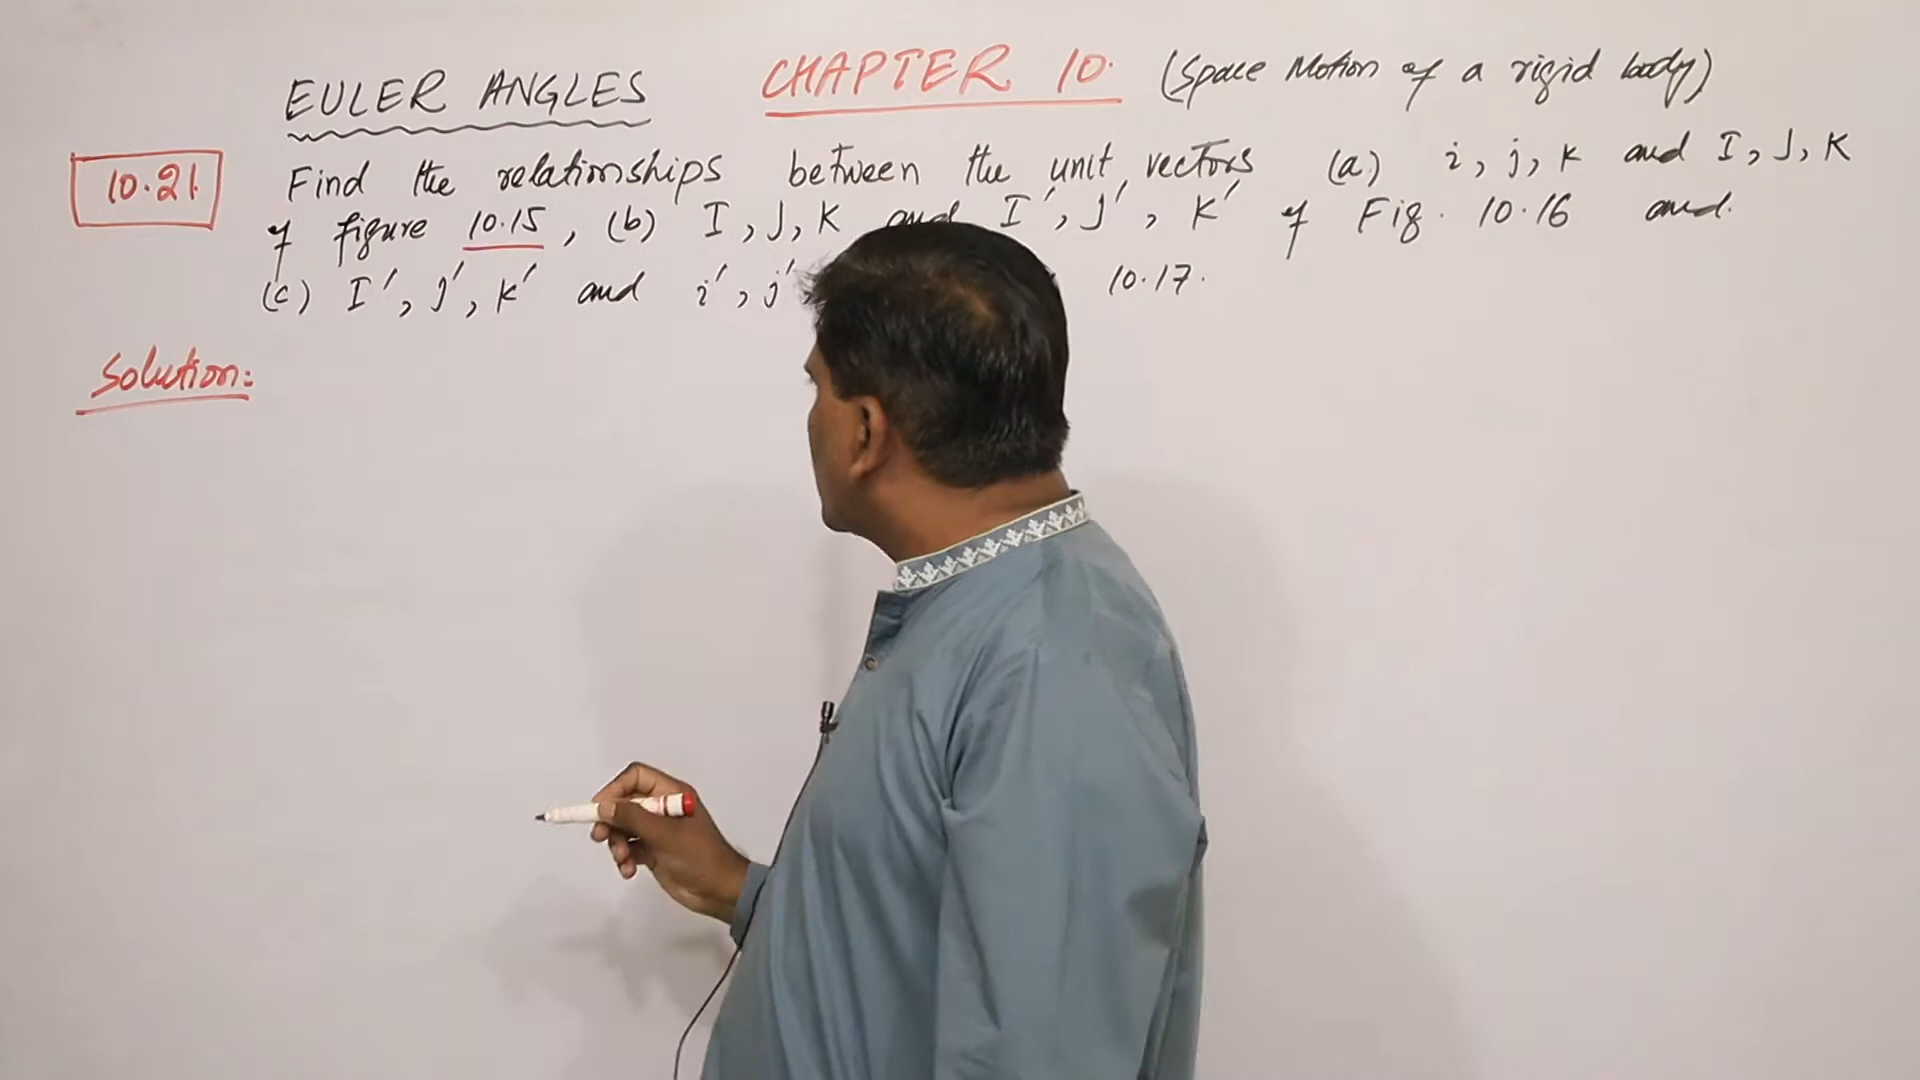 EULER ANGLES CHAPTER 10. (Space Motion of a rigid body)
10.21 Find the relationships between the unit vectors (a) i, j, k and I, J, K
of figure 10.15, (b) I, J, K and I', J', K' of Fig. 10.16 and.
(c) I', J', K' and i', j' 10.17.
Solution: